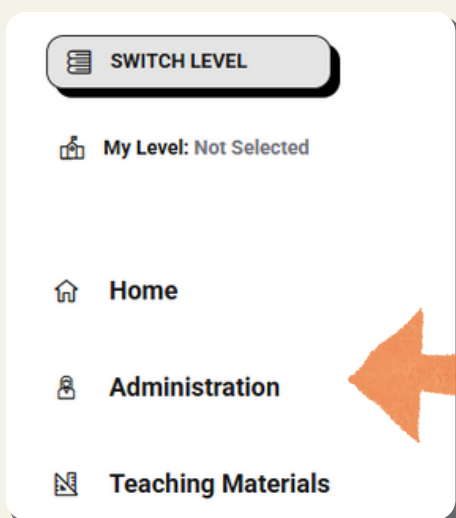 SWITCH LEVEL
My Level: Not Selected
Home
Administration
Teaching Materials